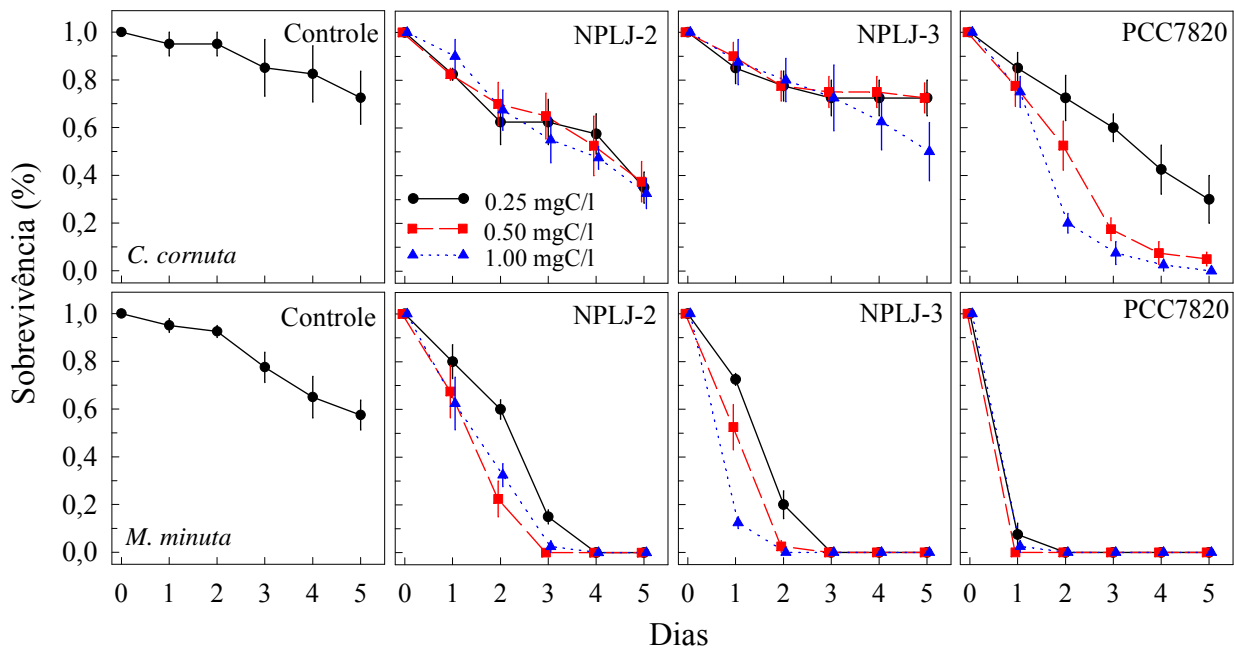 Sobrevivência (%)
1,0
0,8
0,6
0,4
0,2
0,0
Controle
C. cornuta
NPLJ-2
0.25 mgC/l
0.50 mgC/l
1.00 mgC/l
NPLJ-3
PCC7820
1,0
0,8
0,6
0,4
0,2
0,0
Controle
M. minuta
NPLJ-2
NPLJ-3
PCC7820
0 1 2 3 4 5 0 1 2 3 4 5 0 1 2 3 4 5 0 1 2 3 4 5
Dias